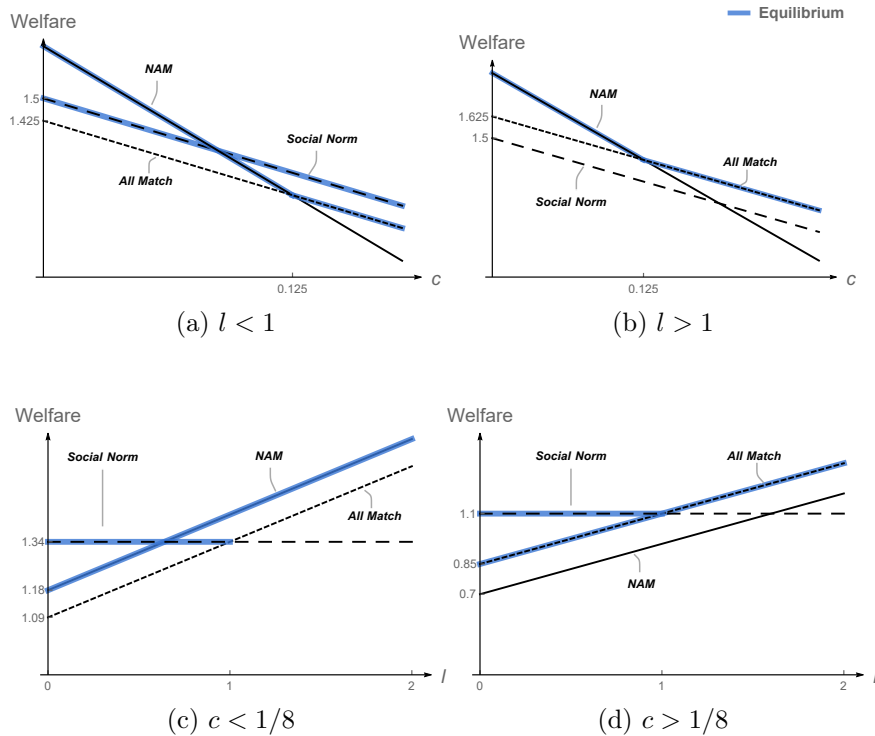 Equilibrium
Welfare
NAM
1.5
1.425
Social Norm
All Match
0.125
c
(a) l < 1
Welfare
NAM
1.625
1.5
All Match
Social Norm
0.125
c
(b) l > 1
Welfare
Social Norm
NAM
All Match
1.34
1.18
1.09
0
1
2
l
(c) c < 1/8
Welfare
Social Norm
All Match
1.1
0.85
NAM
0.7
0
1
2
l
(d) c > 1/8